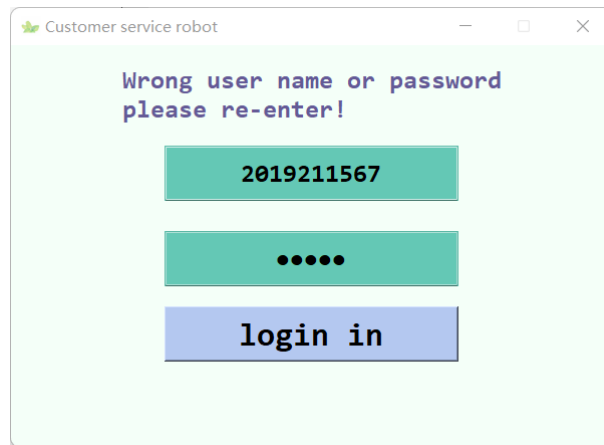 Customer service robot
Wrong user name or password
please re-enter!
2019211567
•••••
login in